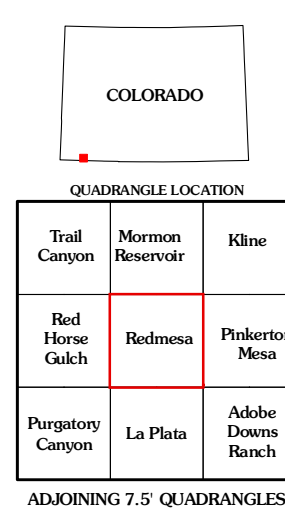 COLORADO
QUADRANGLE LOCATION
Trail
Canyon
Mormon
Reservoir
Kline
Red
Horse
Gulch
Redmesa
Mesa
Purgatory
Canyon
La Plata
Adobe
Downs
Ranch
ADJOINING 7.5' QUADRANGLES